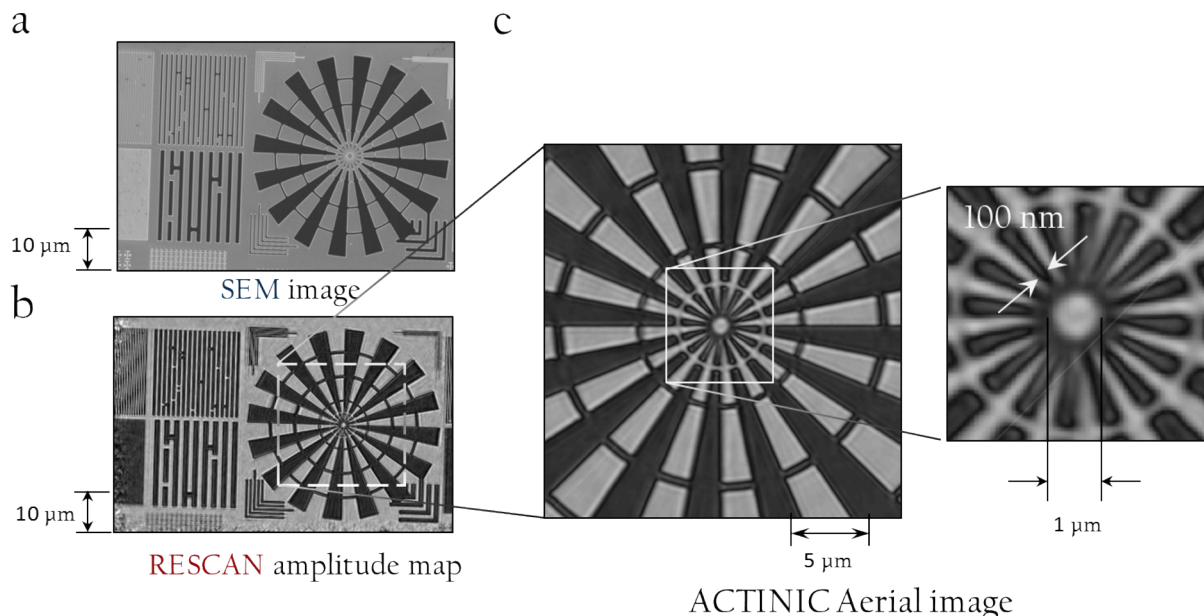 a
c
10 µm
SEM image
b
100 nm
10 µm
1 µm
5 µm
RESCAN amplitude map
ACTINIC Aerial image